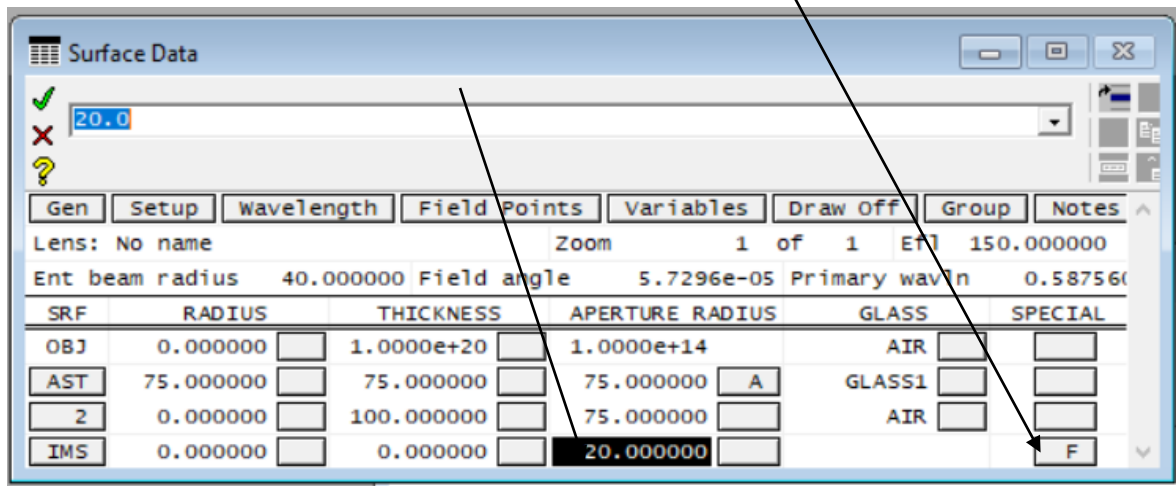 Surface Data
20.0
Gen Setup Wavelength Field Points Variables Draw Off Group Notes
Lens: No name Zoom 1 of 1 Efl 150.000000
Ent beam radius 40.000000 Field angle 5.7296e-05 Primary wavln 0.58756
SRF RADIUS THICKNESS APERTURE RADIUS GLASS SPECIAL
OBJ 0.000000 1.0000e+20 1.0000e+14 AIR
AST 75.000000 75.000000 75.000000 A GLASS1
2 0.000000 100.000000 75.000000 AIR
IMS 0.000000 0.000000 20.000000 F